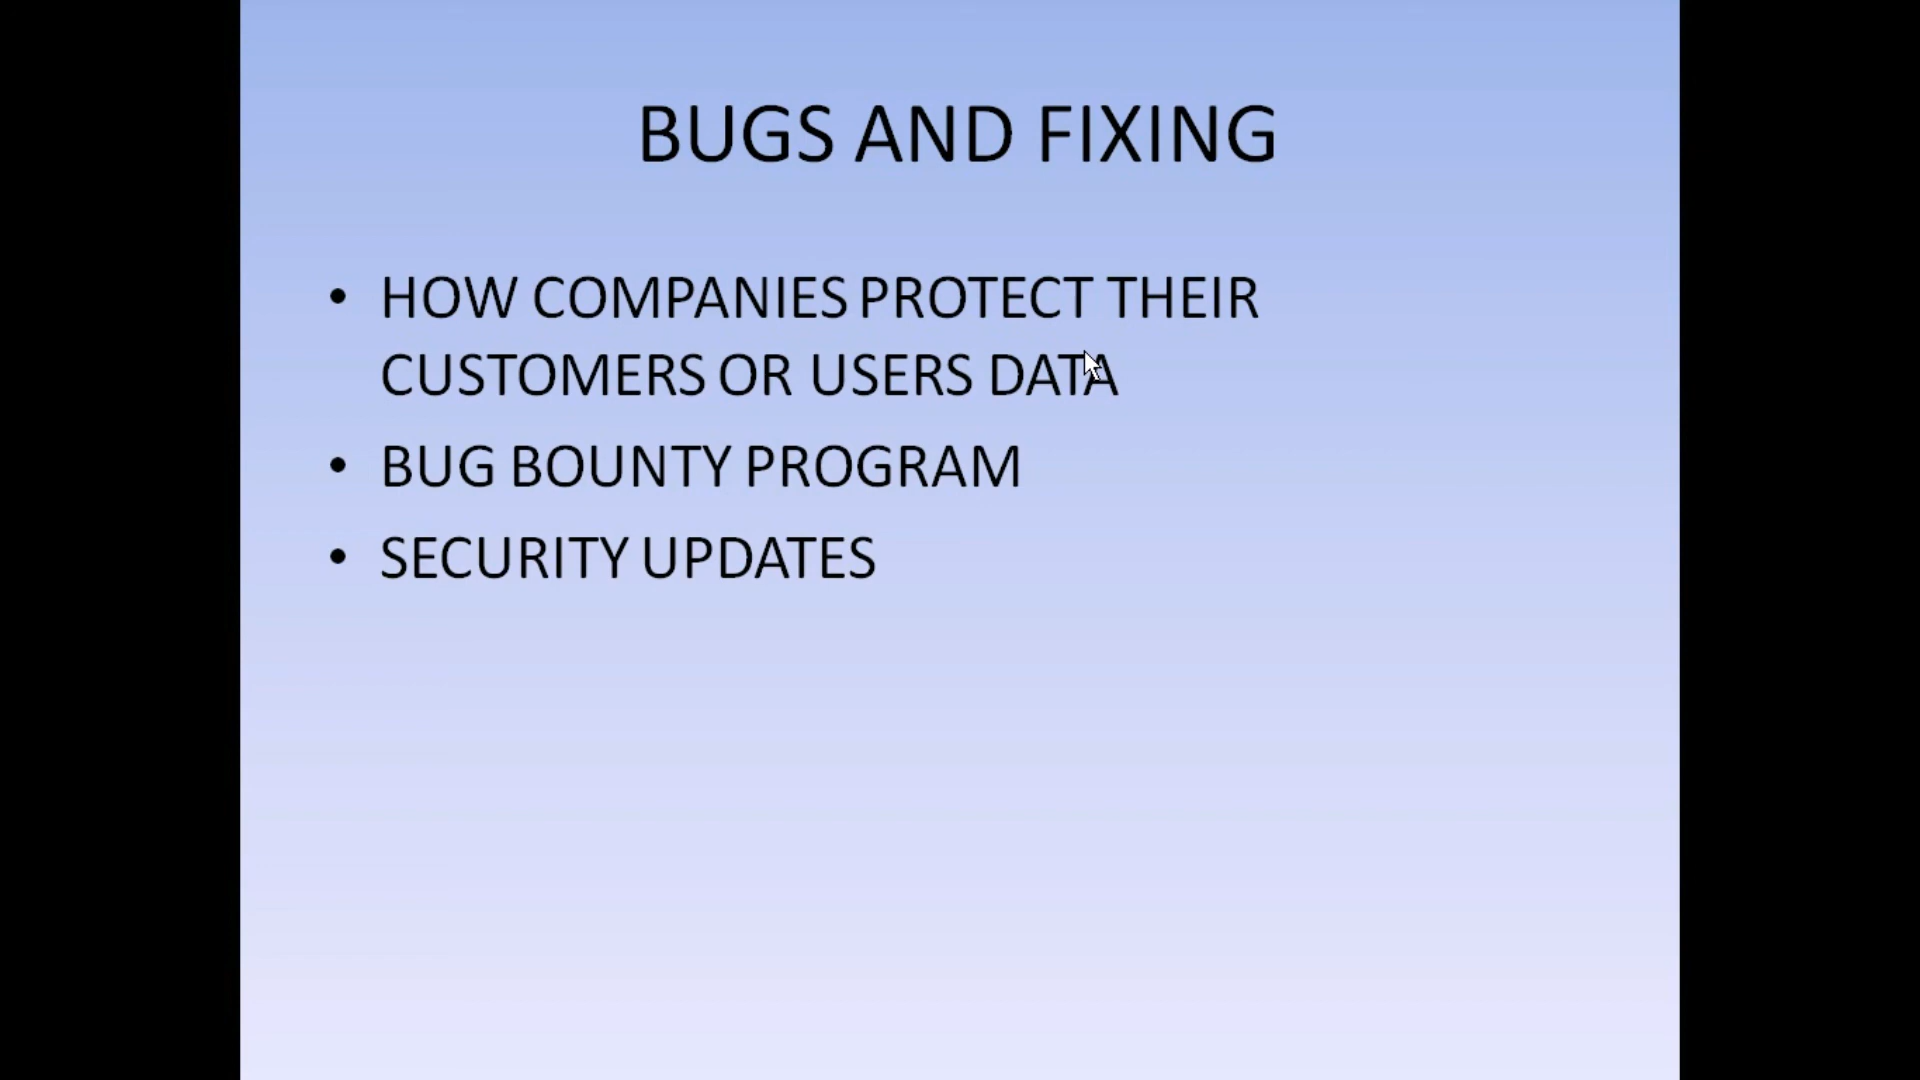 BUGS AND FIXING
• HOW COMPANIES PROTECT THEIR
CUSTOMERS OR USERS DATA
• BUG BOUNTY PROGRAM
• SECURITY UPDATES